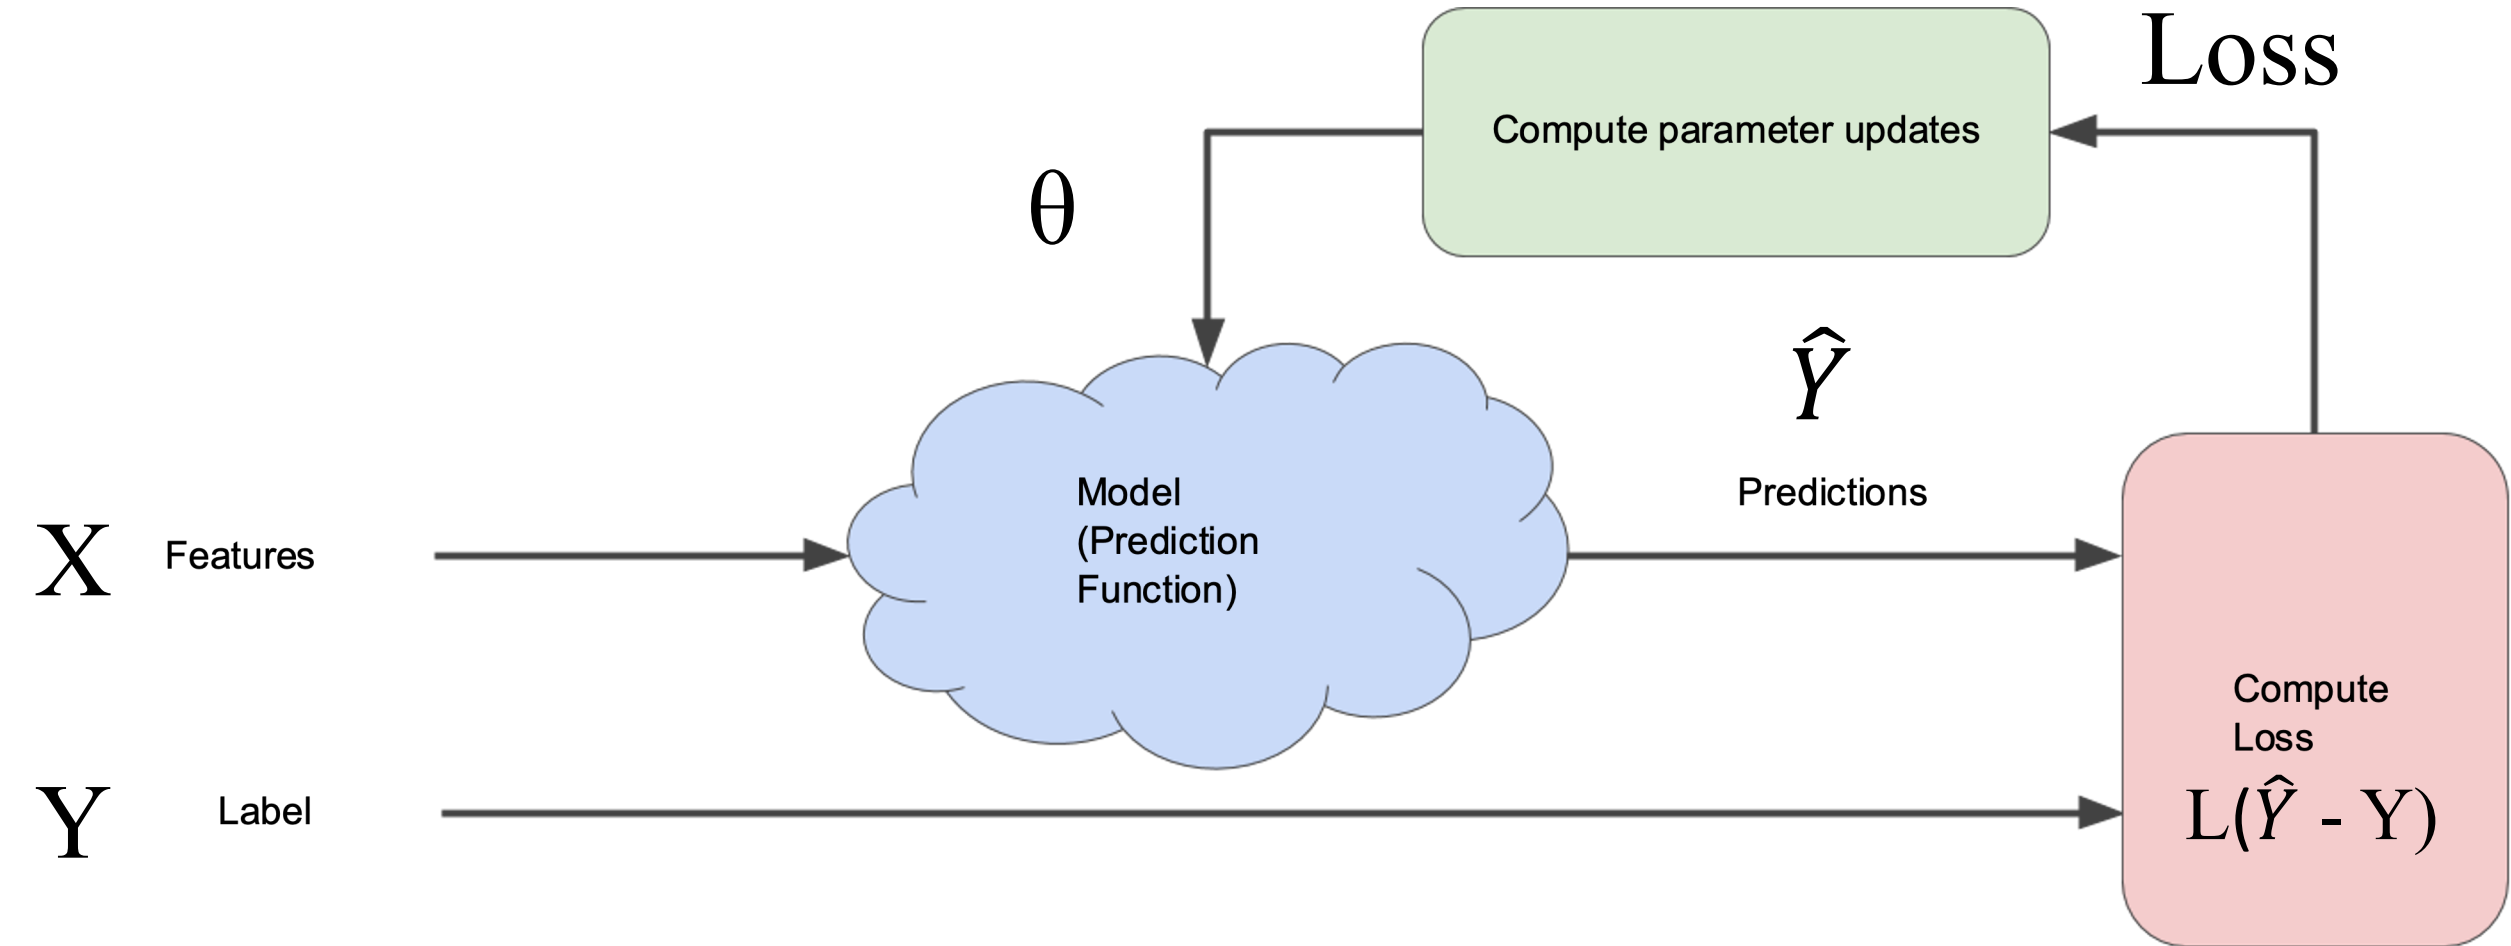 Loss
Compute parameter updates
θ
Ŷ
Predictions
Model
(Prediction
Function)
X Features
Compute
Loss
L(Ŷ - Y)
Y Label